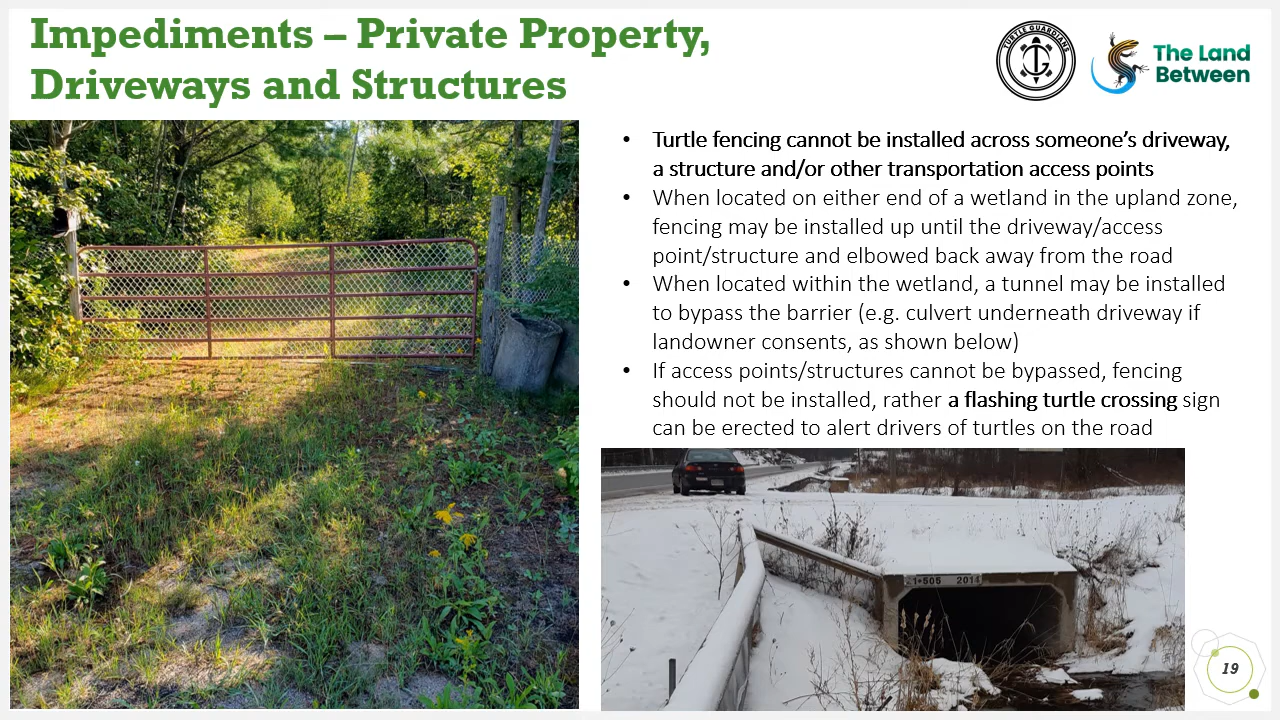 Impediments – Private Property,
Driveways and Structures
TURTLE GUARDIANS
The Land
Between
• Turtle fencing cannot be installed across someone’s driveway,
a structure and/or other transportation access points
• When located on either end of a wetland in the upland zone,
fencing may be installed up until the driveway/access
point/structure and elbowed back away from the road
• When located within the wetland, a tunnel may be installed
to bypass the barrier (e.g. culvert underneath driveway if
landowner consents, as shown below)
• If access points/structures cannot be bypassed, fencing
should not be installed, rather a flashing turtle crossing sign
can be erected to alert drivers of turtles on the road
2014
19